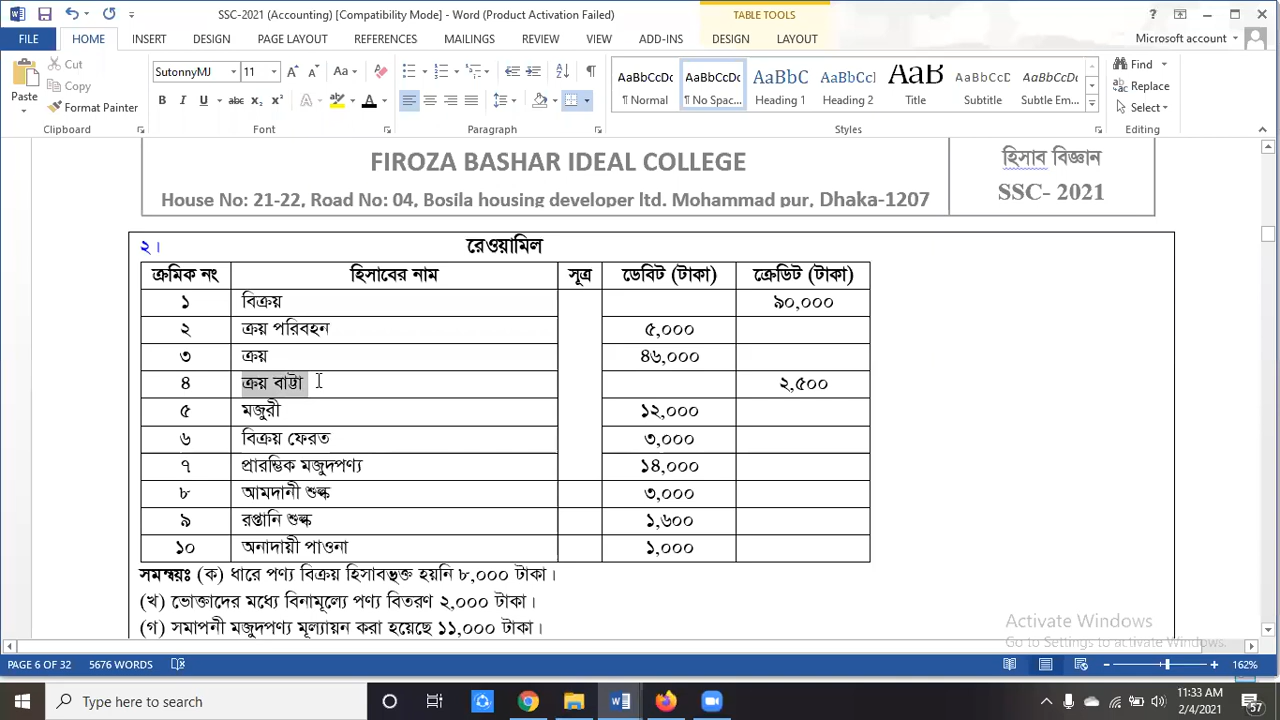 SSC-2021 (Accounting) [Compatibility Mode] - Word (Product Activation Failed)
TABLE TOOLS
FILE HOME INSERT DESIGN PAGE LAYOUT REFERENCES MAILINGS REVIEW VIEW ADD-INS DESIGN LAYOUT Microsoft account
Paste Cut Copy Format Painter
SutonnyMJ 11
AaBbCcDc AaBbCcDc AaBbC AaBbCc AaB AaBbCcD AaBbCcDc
¶ Normal ¶ No Spac... Heading 1 Heading 2 Title Subtitle Subtle Em...
Find Replace Select
Clipboard Font Paragraph Styles Editing
FIROZA BASHAR IDEAL COLLEGE
House No: 21-22, Road No: 04, Bosila housing developer ltd. Mohammad pur, Dhaka-1207
হিসাব বিজ্ঞান
SSC- 2021
২। রেওয়ামিল
ক্রমিক নং হিসাবের নাম সূত্র ডেবিট (টাকা) ক্রেডিট (টাকা)
১ বিক্রয় ৯০,০০০
২ ক্রয় পরিবহন ৫,০০০
৩ ক্রয় ৪৬,০০০
৪ ক্রয় বাট্টা ২,৫০০
৫ মজুরী ১২,০০০
৬ বিক্রয় ফেরত ৩,০০০
৭ প্রারম্ভিক মজুদপণ্য ১৪,০০০
৮ আমদানী শুল্ক ৩,০০০
৯ রপ্তানি শুল্ক ১,৬০০
১০ অনাদায়ী পাওনা ১,০০০
সমন্বয়ঃ (ক) ধারে পণ্য বিক্রয় হিসাবভুক্ত হয়নি ৮,০০০ টাকা।
(খ) ভোক্তাদের মধ্যে বিনামূল্যে পণ্য বিতরণ ২,০০০ টাকা।
(গ) সমাপনী মজুদপণ্য মূল্যায়ন করা হয়েছে ১১,০০০ টাকা।
Activate Windows
Go to Settings to activate Windows.
PAGE 6 OF 32 5676 WORDS 162%
Type here to search
11:33 AM
2/4/2021
57